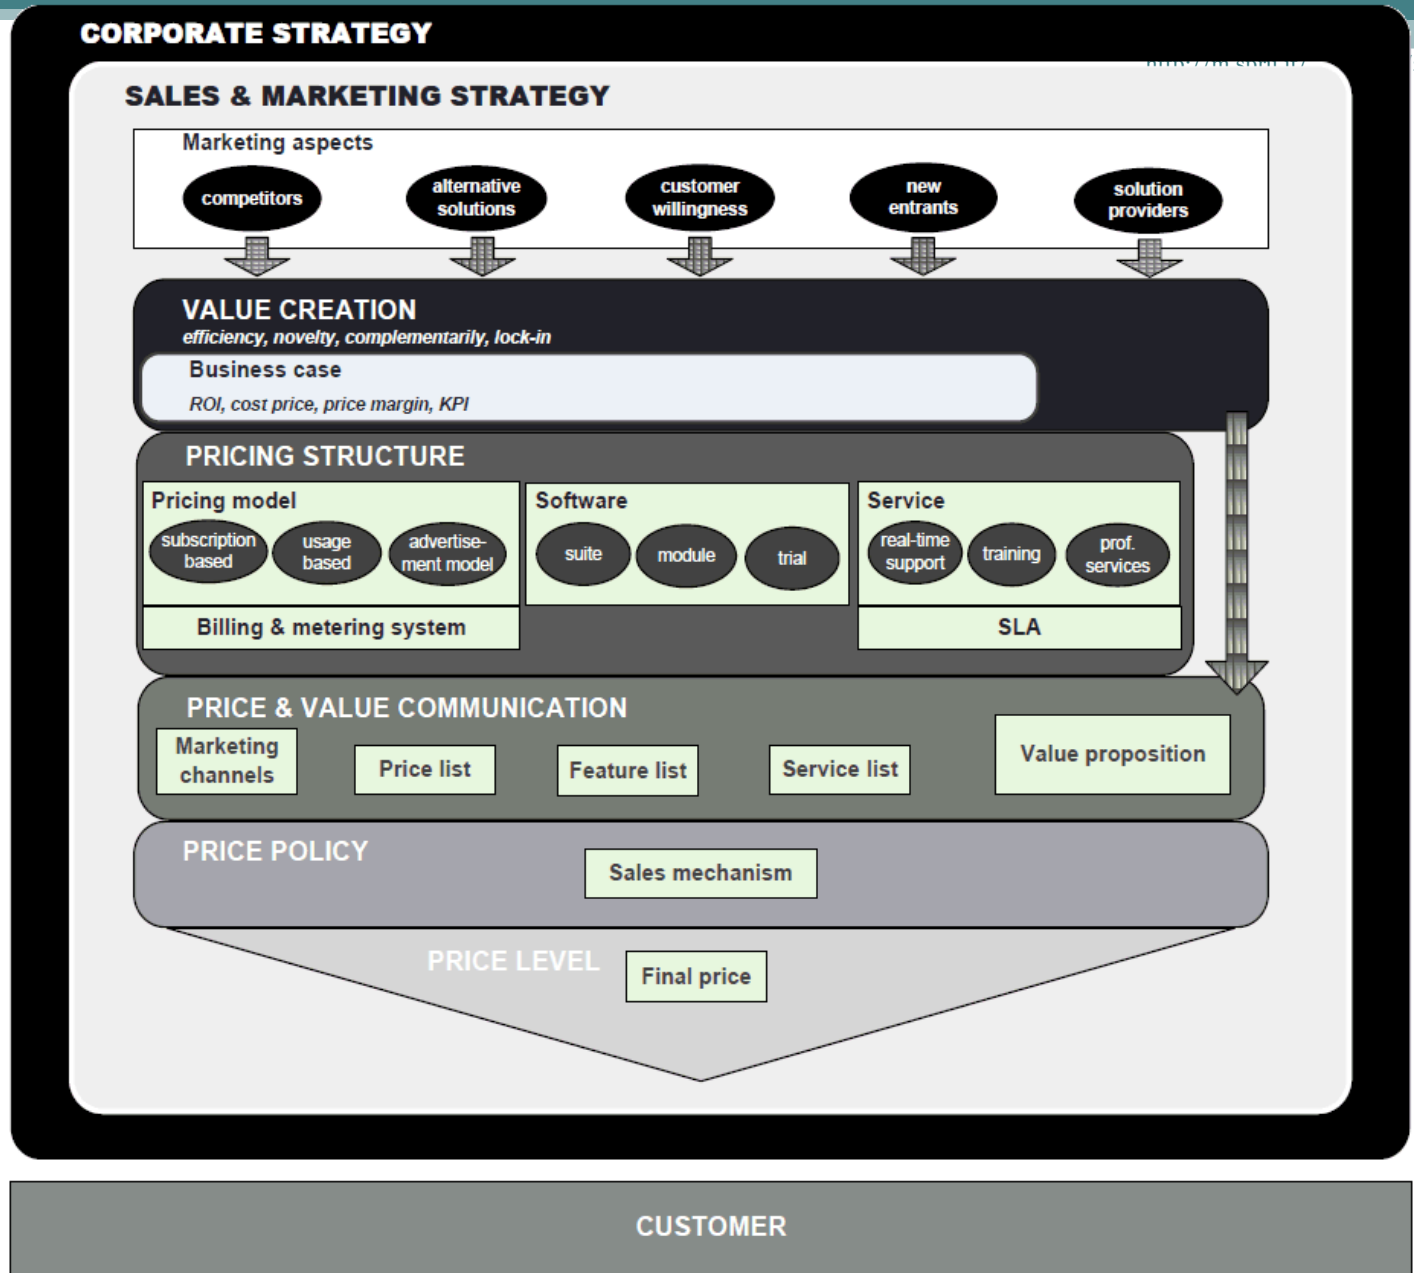 CORPORATE STRATEGY
SALES & MARKETING STRATEGY
Marketing aspects
competitors
alternative
solutions
customer
willingness
new
entrants
solution
providers
VALUE CREATION
efficiency, novelty, complementarily, lock-in
Business case
ROI, cost price, price margin, KPI
PRICING STRUCTURE
Pricing model
subscription
based
usage
based
advertise-
ment model
Billing & metering system
Software
suite
module
trial
Service
real-time
support
training
prof.
services
SLA
PRICE & VALUE COMMUNICATION
Marketing
channels
Price list
Feature list
Service list
Value proposition
PRICE POLICY
Sales mechanism
PRICE LEVEL
Final price
CUSTOMER